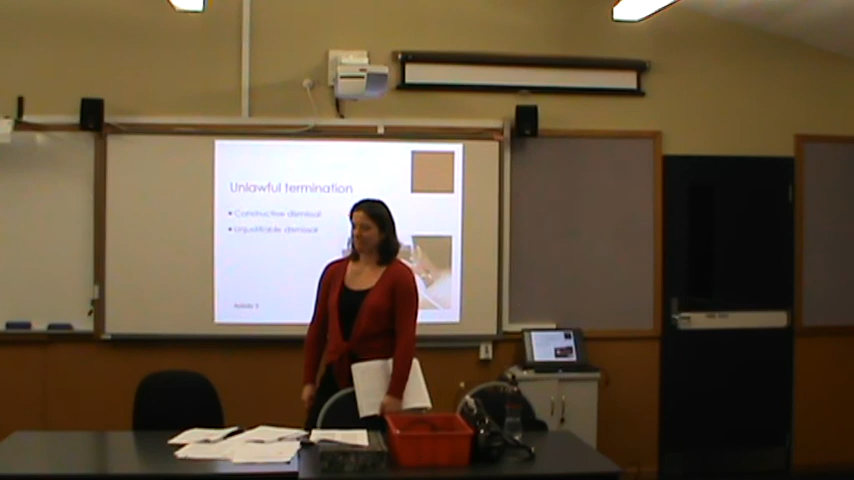 Unlawful termination
• Constructive dismissal
• Unjustifiable dismissal